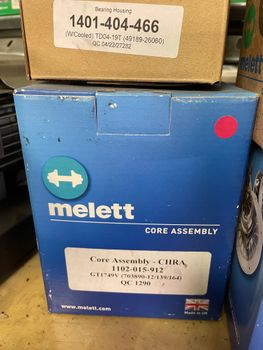 Bearing Housing
1401-404-466
(W/Cooled) TD04-19T (49189-26060)
QC:04/22/27282
melett
CORE ASSEMBLY
Core Assembly - CHRA
1102-015-912
GT1749V (703890-12/139/164)
QC 1290
www.melett.com
Made in UK